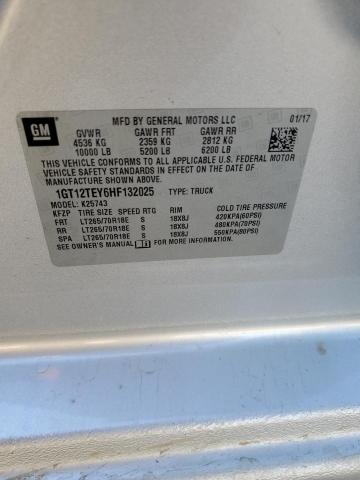 GM
MFD BY GENERAL MOTORS LLC 01/17
GVWR GAWR FRT GAWR RR
4536 KG 2359 KG 2812 KG
10000 LB 5200 LB 6200 LB
THIS VEHICLE CONFORMS TO ALL APPLICABLE U.S. FEDERAL MOTOR
VEHICLE SAFETY STANDARDS IN EFFECT ON THE DATE OF
MANUFACTURE SHOWN ABOVE.
1GT12TEY6HF132025 TYPE: TRUCK
MODEL: K25743
KFZP TIRE SIZE SPEED RTG RIM COLD TIRE PRESSURE
FRT LT265/70R18E S 18X8J 420KPA(60PSI)
RR LT265/70R18E S 18X8J 480KPA(70PSI)
SPA LT265/70R18E S 18X8J 550KPA(80PSI)
SEE OWNER'S MANUAL FOR MORE INFORMATION.